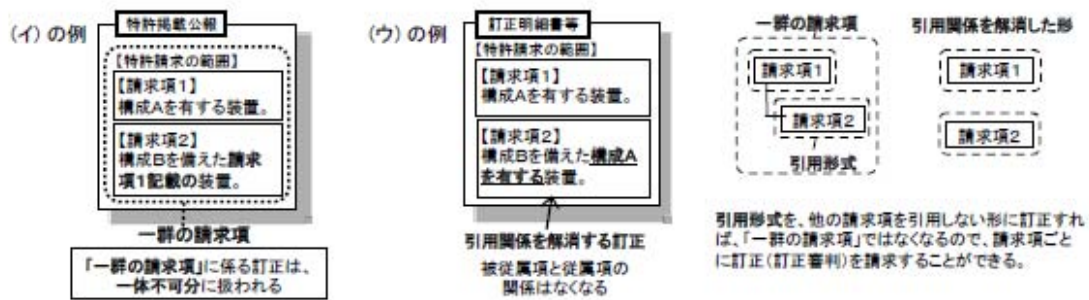 (イ)の例
特許掲載公報
【特許請求の範囲】
【請求項1】
構成Aを有する装置。
【請求項2】
構成Bを備えた請求
項1記載の装置。
一群の請求項
「一群の請求項」に係る訂正は、
一体不可分に扱われる
(ウ)の例
訂正明細書等
【特許請求の範囲】
【請求項1】
構成Aを有する装置。
【請求項2】
構成Bを備えた構成A
を有する装置。
引用関係を解消する訂正
被従属項と従属項の
関係はなくなる
一群の請求項
請求項1
請求項2
引用形式
引用関係を解消した形
請求項1
請求項2
引用形式を、他の請求項を引用しない形に訂正すれ
ば、「一群の請求項」ではなくなるので、請求項ごと
に訂正(訂正審判)を請求することができる。